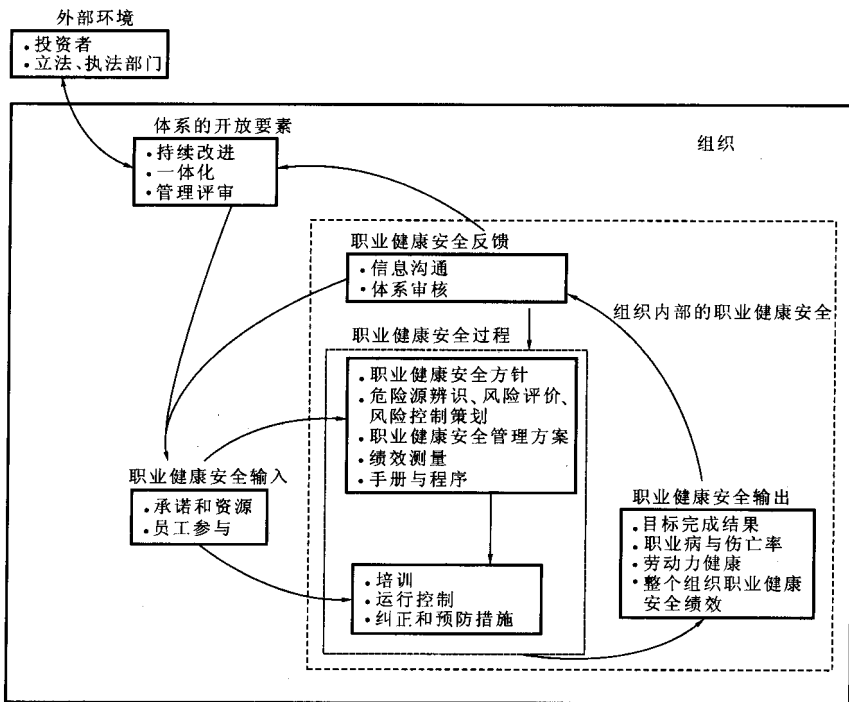 外部环境
·投资者
·立法、执法部门
体系的开放要素
·持续改进
·一体化
·管理评审
组织
职业健康安全反馈
·信息沟通
·体系审核
组织内部的职业健康安全
职业健康安全过程
·职业健康安全方针
·危险源辨识、风险评价、
风险控制策划
·职业健康安全管理方案
·绩效测量
·手册与程序
职业健康安全输入
·承诺和资源
·员工参与
·培训
·运行控制
·纠正和预防措施
职业健康安全输出
·目标完成结果
·职业病与伤亡率
·劳动力健康
·整个组织职业健康
安全绩效